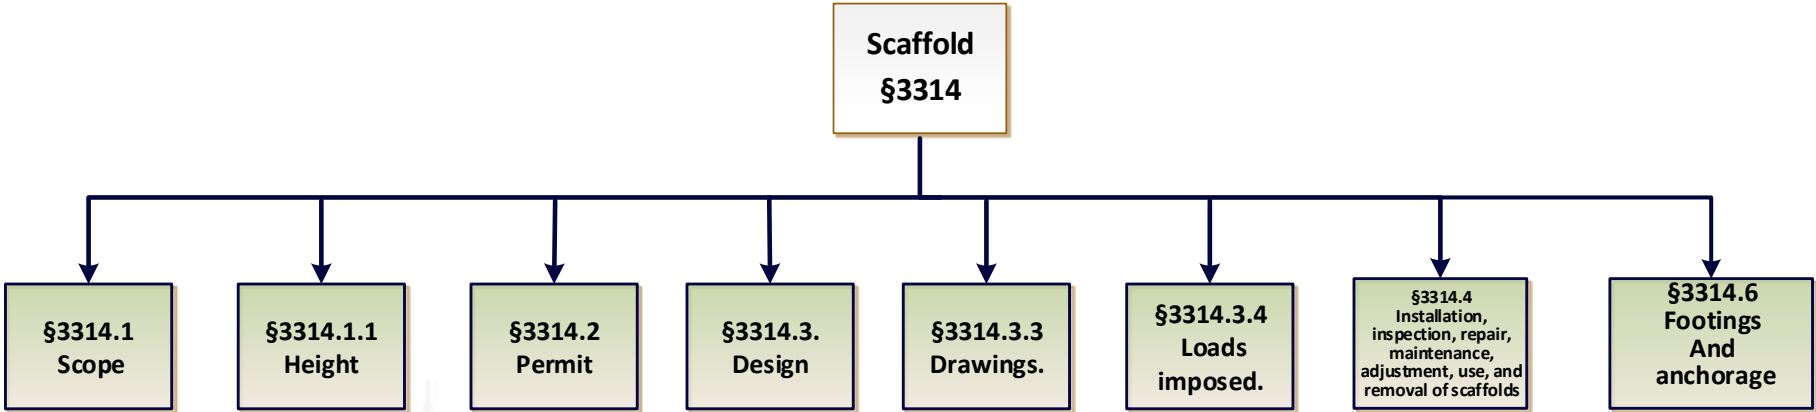 Scaffold
§3314
§3314.1
Scope
§3314.1.1
Height
§3314.2
Permit
§3314.3.
Design
§3314.3.3
Drawings.
§3314.3.4
Loads
imposed.
§3314.4
Installation,
inspection, repair,
maintenance,
adjustment, use, and
removal of scaffolds
§3314.6
Footings
And
anchorage